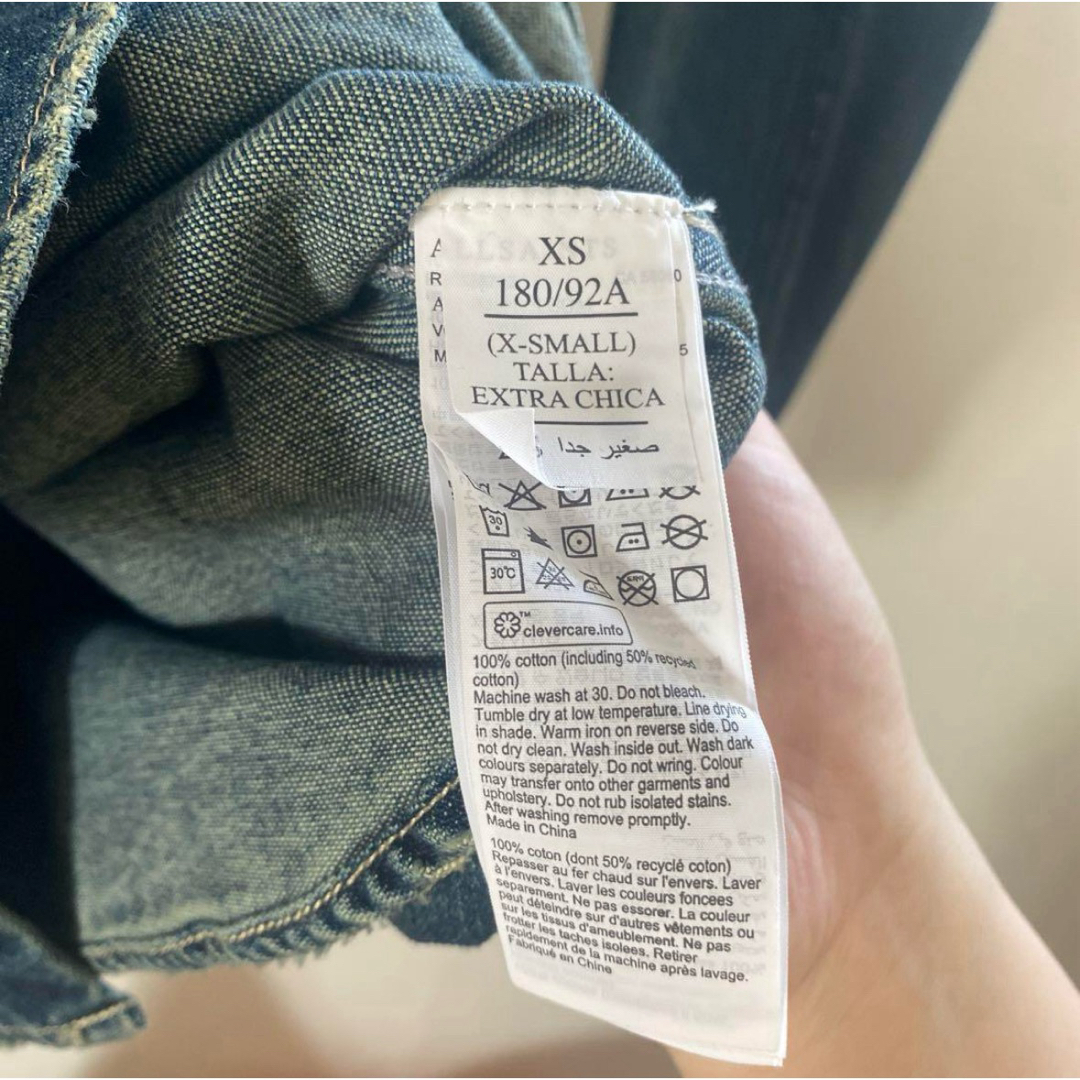 XS
180/92A
(X-SMALL)
TALLA:
EXTRA CHICA
صغير جدا
A
R
A
V
M
0
5
30
30℃
clevercare.info™
100% cotton (including 50% recycled
cotton)
Machine wash at 30. Do not bleach.
Tumble dry at low temperature. Line drying
in shade. Warm iron on reverse side. Do
not dry clean. Wash inside out. Wash dark
colours separately. Do not wring. Colour
may transfer onto other garments and
upholstery. Do not rub isolated stains.
After washing remove promptly.
Made in China
100% coton (dont 50% recyclé coton)
Repasser au fer chaud sur l'envers. Laver
à l'envers. Laver les couleurs foncees
separement. Ne pas essorer. La couleur
peut déteindre sur d'autres vêtements ou
sur les tissus d'ameublement. Ne pas
frotter les taches isolees. Retirer
repidement de la machine après lavage.
Fabriqué en Chine